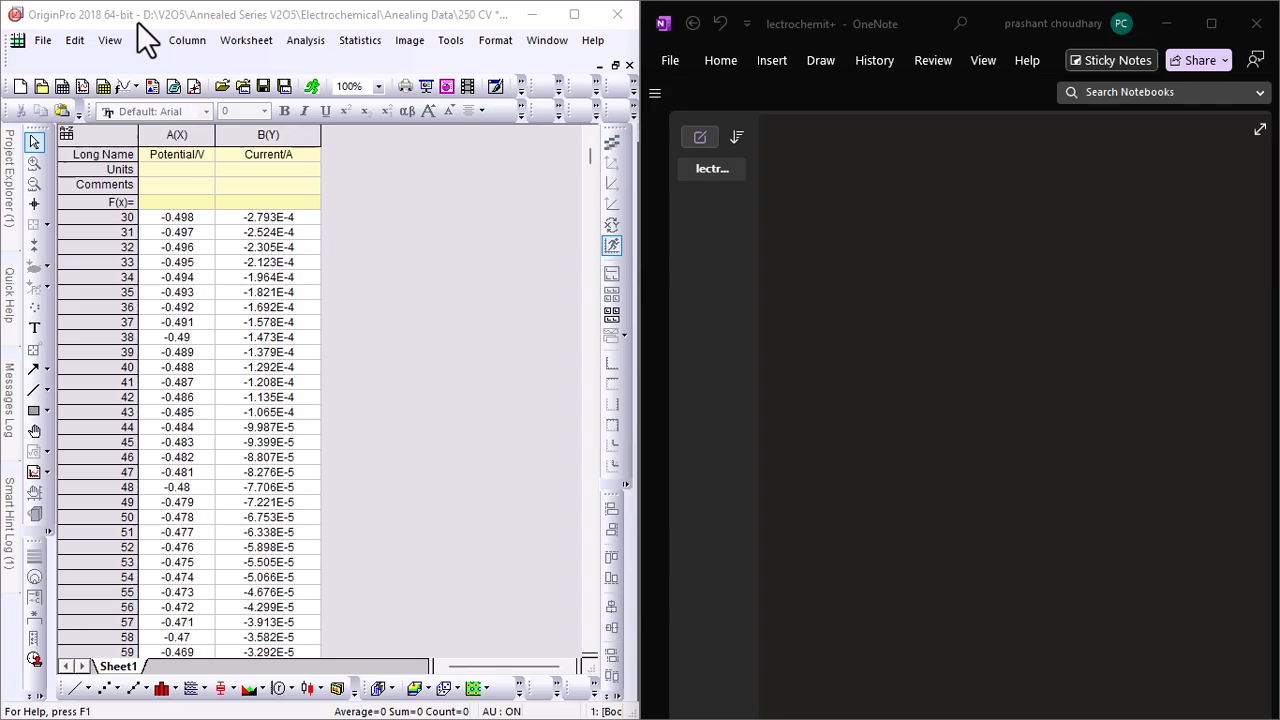 OriginPro 2018 64-bit - D:\V2O5\Annealed Series V2O5\Electrochemical\Anealing Data\250 CV *...
File Edit View Column Worksheet Analysis Statistics Image Tools Format Window Help
100%
Default: Arial 0 B I U
A(X) B(Y)
Long Name Potential/V Current/A
Units
Comments
F(x)=
30 -0.498 -2.793E-4
31 -0.497 -2.524E-4
32 -0.496 -2.305E-4
33 -0.495 -2.123E-4
34 -0.494 -1.964E-4
35 -0.493 -1.821E-4
36 -0.492 -1.692E-4
37 -0.491 -1.578E-4
38 -0.49 -1.473E-4
39 -0.489 -1.379E-4
40 -0.488 -1.292E-4
41 -0.487 -1.208E-4
42 -0.486 -1.135E-4
43 -0.485 -1.065E-4
44 -0.484 -9.987E-5
45 -0.483 -9.399E-5
46 -0.482 -8.807E-5
47 -0.481 -8.276E-5
48 -0.48 -7.706E-5
49 -0.479 -7.221E-5
50 -0.478 -6.753E-5
51 -0.477 -6.338E-5
52 -0.476 -5.898E-5
53 -0.475 -5.505E-5
54 -0.474 -5.066E-5
55 -0.473 -4.676E-5
56 -0.472 -4.299E-5
57 -0.471 -3.913E-5
58 -0.47 -3.582E-5
59 -0.469 -3.292E-5
Sheet1
Project Explorer (1)
Quick Help
Messages Log
Smart Hint Log (1)
For Help, press F1 Average=0 Sum=0 Count=0 AU : ON 1: [Boc
lectrochemit+ - OneNote prashant choudhary PC
File Home Insert Draw History Review View Help Sticky Notes Share
Search Notebooks
lectr...